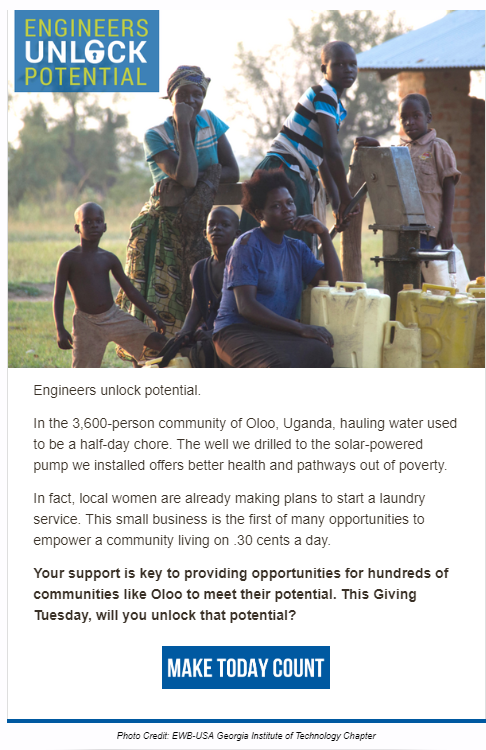 ENGINEERS
UNLOCK
POTENTIAL
Engineers unlock potential.
In the 3,600-person community of Oloo, Uganda, hauling water used
to be a half-day chore. The well we drilled to the solar-powered
pump we installed offers better health and pathways out of poverty.
In fact, local women are already making plans to start a laundry
service. This small business is the first of many opportunities to
empower a community living on .30 cents a day.
Your support is key to providing opportunities for hundreds of
communities like Oloo to meet their potential. This Giving
Tuesday, will you unlock that potential?
MAKE TODAY COUNT
Photo Credit: EWB-USA Georgia Institute of Technology Chapter